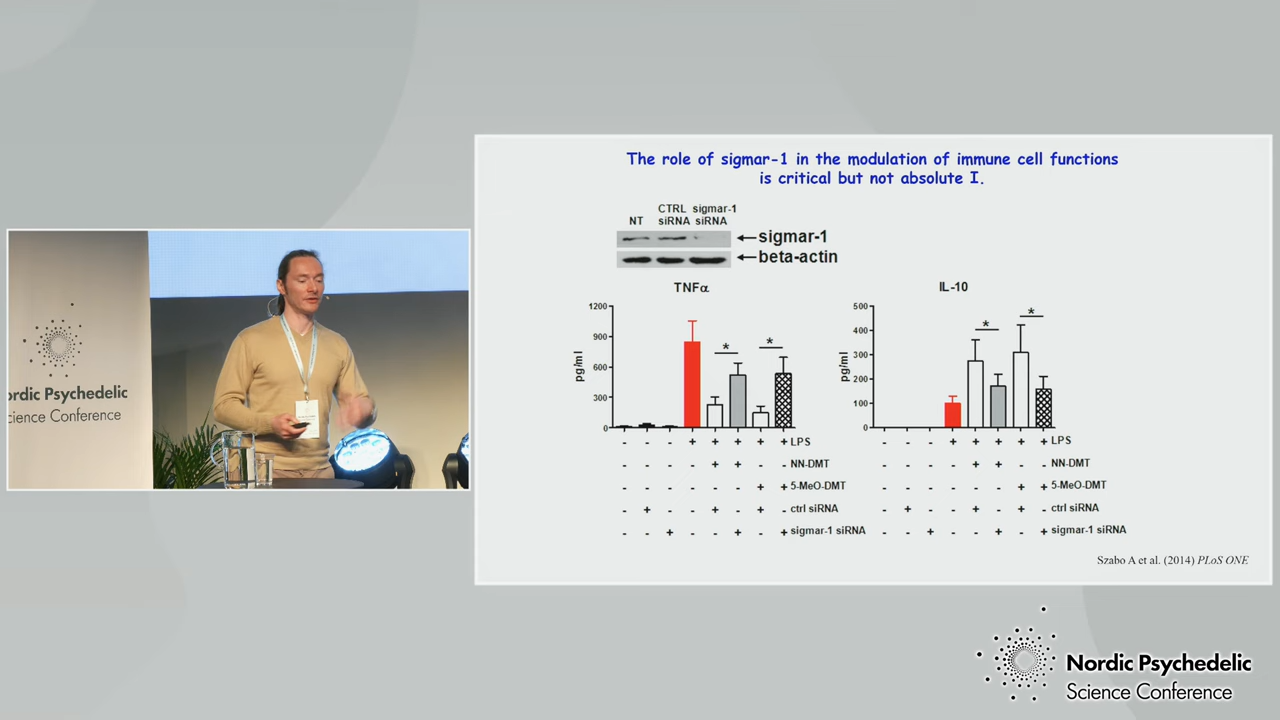 ordic Psychedelic
cience Conference
The role of sigmar-1 in the modulation of immune cell functions
is critical but not absolute I.
NT
CTRL siRNA
sigmar-1 siRNA
sigmar-1
beta-actin
TNFα
1200
900
600
300
0
pg/ml
* *
- - - + + + + + LPS
- - - - + + - - NN-DMT
- - - - - - + + 5-MeO-DMT
- + - - + - + - ctrl siRNA
- - + - - + - + sigmar-1 siRNA
IL-10
500
400
300
200
100
0
pg/ml
* *
- - - + + + + + LPS
- - - - + + - - NN-DMT
- - - - - - + + 5-MeO-DMT
- + - - + - + - ctrl siRNA
- - + - - + - + sigmar-1 siRNA
Szabo A et al. (2014) PLoS ONE
Nordic Psychedelic
Science Conference